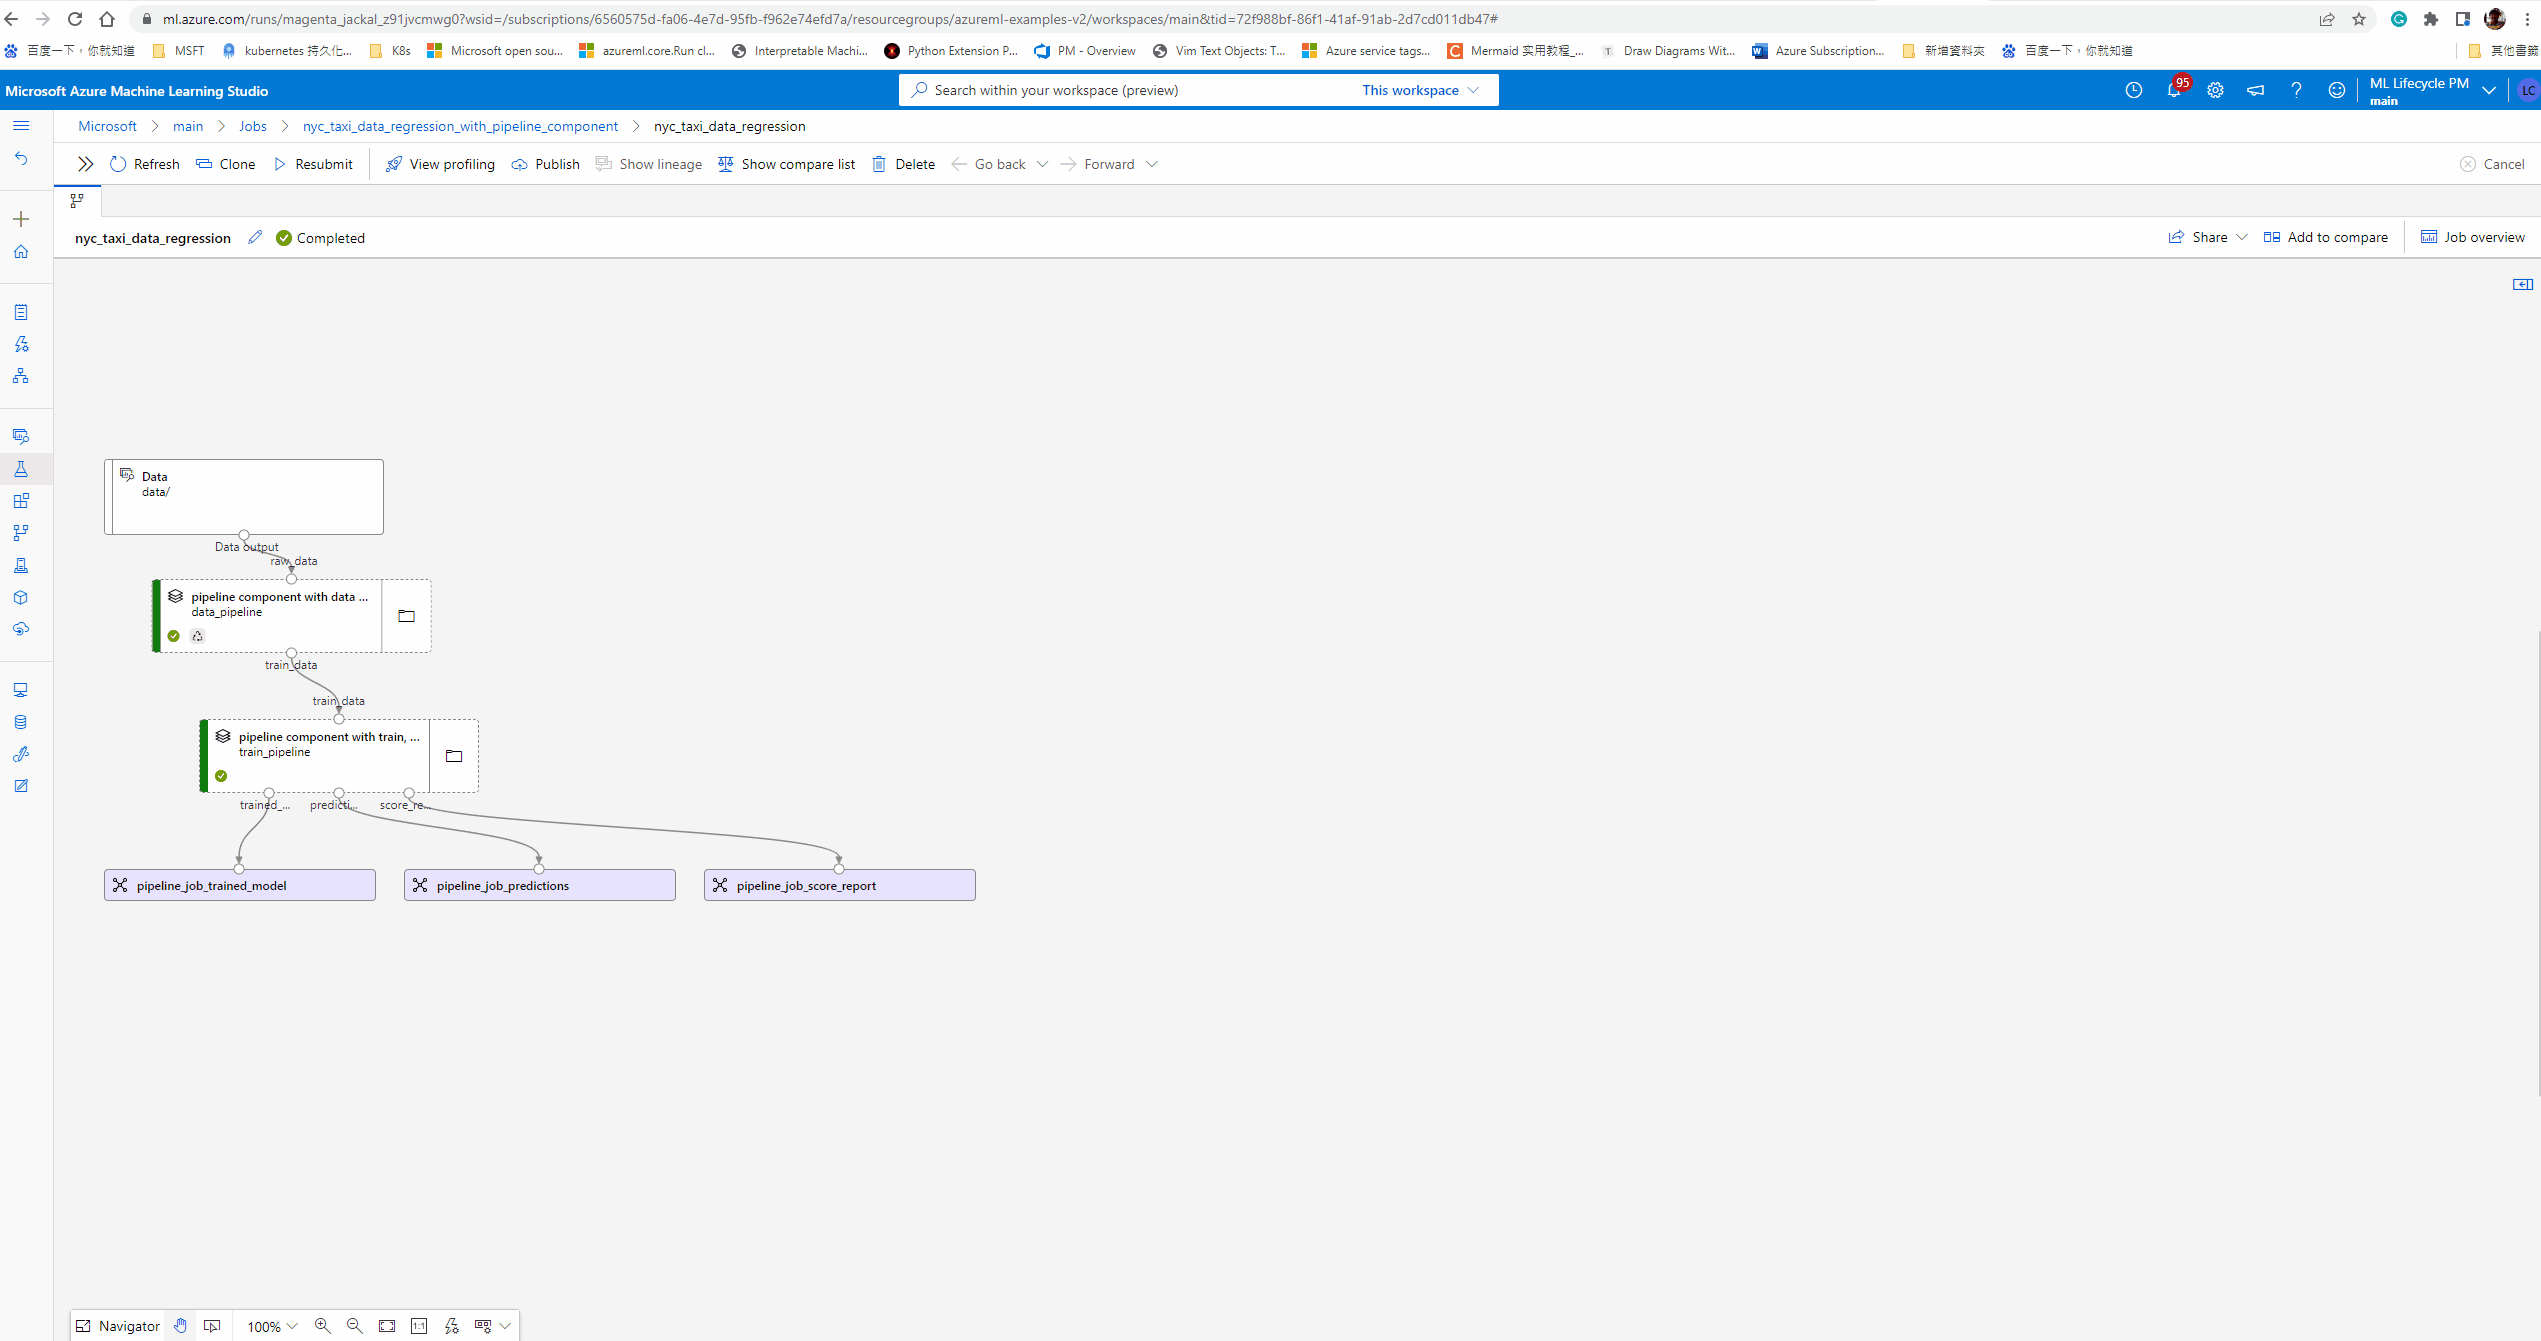 ml.azure.com/runs/magenta_jackal_z91jvcmwg0?wsid=/subscriptions/6560575d-fa06-4e7d-95fb-f962e74efd7a/resourcegroups/azureml-examples-v2/workspaces/main&tid=72f988bf-86f1-41af-91ab-2d7cd011db47#
百度一下，你就知道 MSFT kubernetes 持久化... K8s Microsoft open sou... azureml.core.Run cl... Interpretable Machi... Python Extension P... PM - Overview Vim Text Objects: T... Azure service tags... Mermaid 实用教程_... Draw Diagrams Wit... Azure Subscription... 新增資料夾 百度一下，你就知道 其他書籤
Microsoft Azure Machine Learning Studio
Search within your workspace (preview) This workspace
95
ML Lifecycle PM
main
LC
Microsoft main Jobs nyc_taxi_data_regression_with_pipeline_component nyc_taxi_data_regression
Refresh Clone Resubmit View profiling Publish Show lineage Show compare list Delete Go back Forward Cancel
nyc_taxi_data_regression Completed Share Add to compare Job overview
Data
data/
Data output
raw_data
pipeline component with data ...
data_pipeline
train_data
train_data
pipeline component with train, ...
train_pipeline
trained_... predicti... score_re...
pipeline_job_trained_model pipeline_job_predictions pipeline_job_score_report
Navigator 100% 1:1